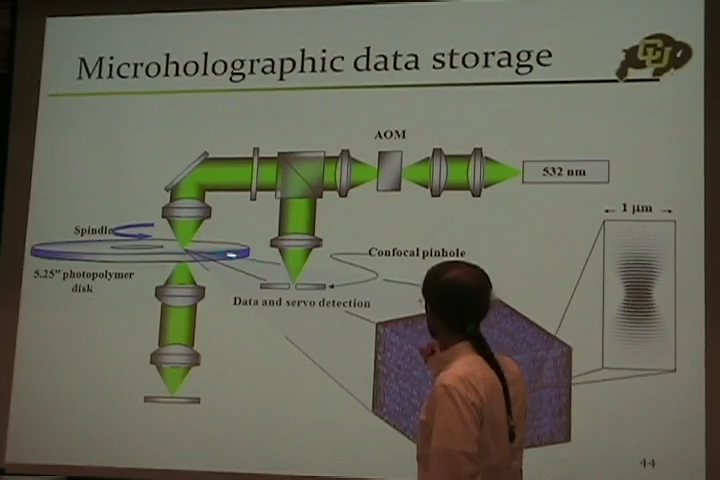 Microholographic data storage
CU
AOM
532 nm
1 µm
Spindle
Confocal pinhole
5.25" photopolymer
disk
Data and servo detection
44